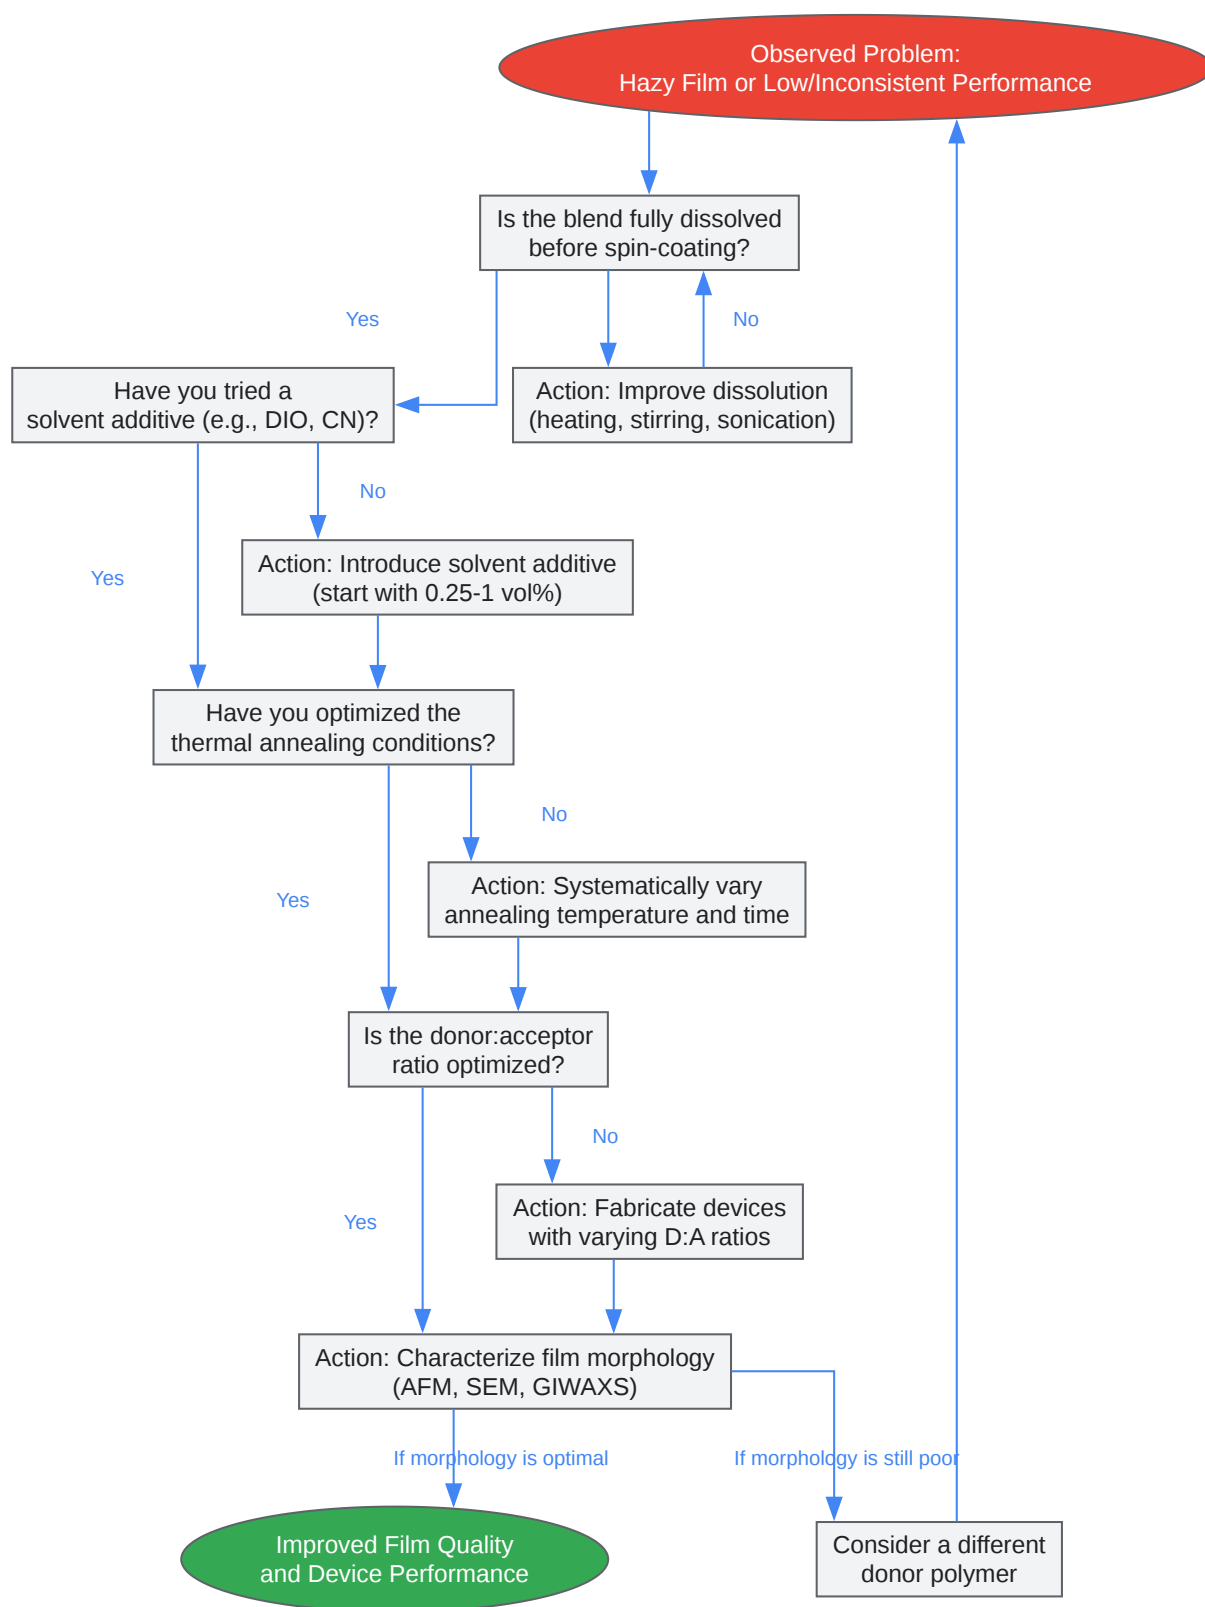 Observed Problem:
Hazy Film or Low/Inconsistent Performance
Is the blend fully dissolved
before spin-coating?
Yes
No
Have you tried a
solvent additive (e.g., DIO, CN)?
Action: Improve dissolution
(heating, stirring, sonication)
No
Yes
Action: Introduce solvent additive
(start with 0.25-1 vol%)
Have you optimized the
thermal annealing conditions?
No
Yes
Action: Systematically vary
annealing temperature and time
Is the donor:acceptor
ratio optimized?
No
Yes
Action: Fabricate devices
with varying D:A ratios
Action: Characterize film morphology
(AFM, SEM, GIWAXS)
If morphology is optimal
If morphology is still poor
Improved Film Quality
and Device Performance
Consider a different
donor polymer